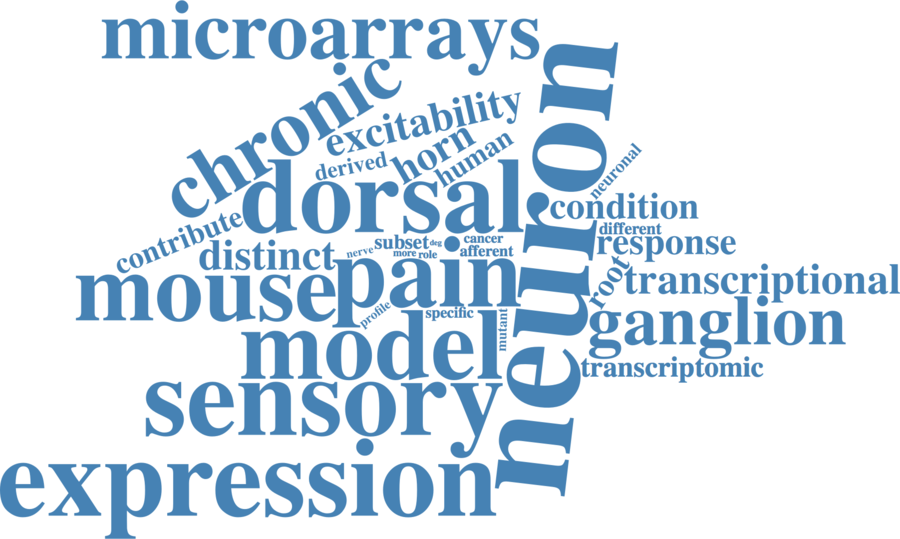 microarrays
neuron
chronic
excitability
horn
human
derived
dorsal
neuronal
condition
contribute
different
distinct
subset
deg
cancer
response
nerve
more
role
afferent
root
mouse
pain
transcriptional
profile
specific
mutant
ganglion
model
transcriptomic
sensory
expression